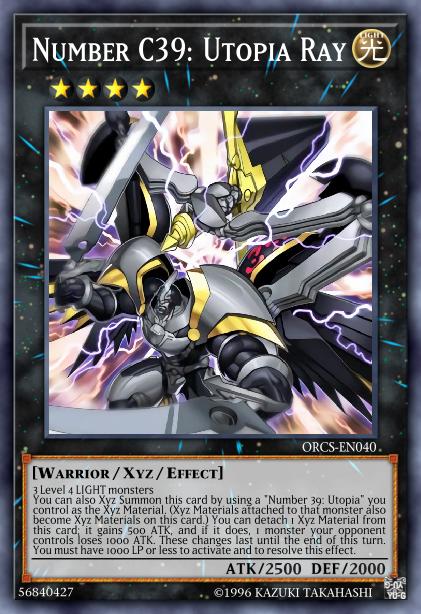 Number C39: Utopia Ray
LIGHT
光
ORCS-EN040
[Warrior / Xyz / Effect]
3 Level 4 LIGHT monsters
You can also Xyz Summon this card by using a "Number 39: Utopia" you
control as the Xyz Material. (Xyz Materials attached to that monster also
become Xyz Materials on this card.) You can detach 1 Xyz Material from
this card; it gains 500 ATK, and if it does, 1 monster your opponent
controls loses 1000 ATK. These changes last until the end of this turn.
You must have 1000 LP or less to activate and to resolve this effect.
ATK/2500 DEF/2000
56840427
©1996 KAZUKI TAKAHASHI